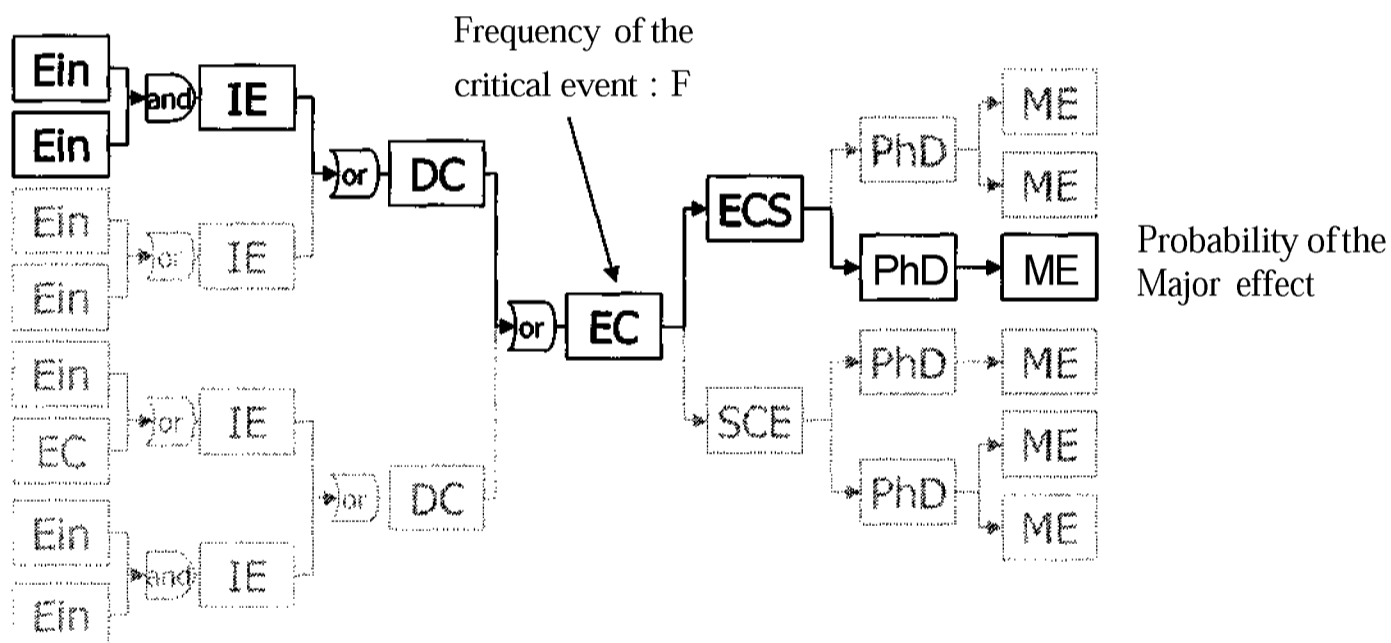 Frequency of the
critical event : F
Ein
Ein
and
IE
or
DC
Ein
Ein
or
IE
Ein
EC
or
IE
or
DC
Ein
Ein
and
IE
or
EC
ECS
PhD
ME
ME
PhD
ME
Probability of the
Major effect
SCE
PhD
ME
PhD
ME
ME